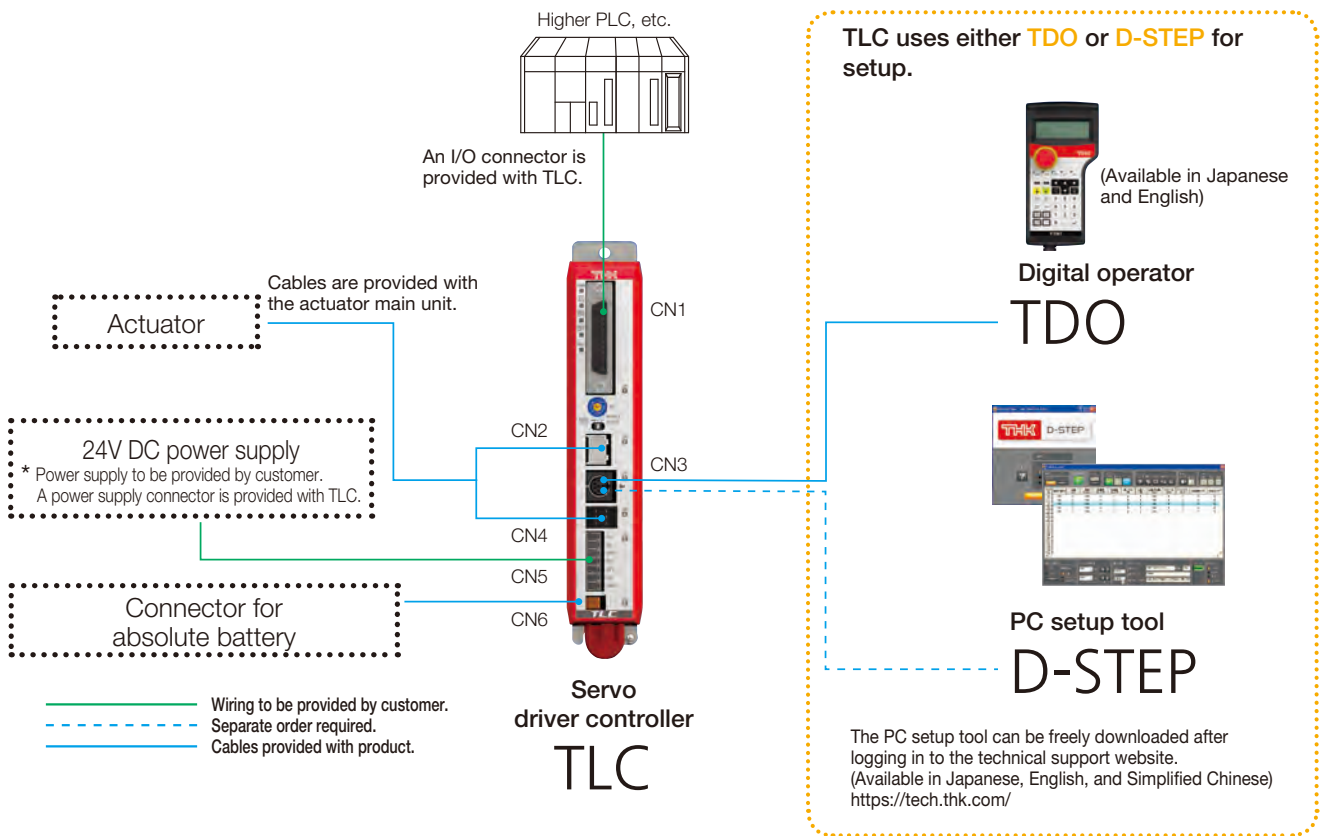 Higher PLC, etc.
An I/O connector is
provided with TLC.
Cables are provided with
the actuator main unit.
Actuator
24V DC power supply
* Power supply to be provided by customer.
A power supply connector is provided with TLC.
Connector for
absolute battery
THK
CN1
CN2
CN3
CN4
CN5
CN6
TLC
Servo
driver controller
TLC
Wiring to be provided by customer.
Separate order required.
Cables provided with product.
TLC uses either TDO or D-STEP for
setup.
(Available in Japanese
and English)
Digital operator
TDO
THK D-STEP
PC setup tool
D-STEP
The PC setup tool can be freely downloaded after
logging in to the technical support website.
(Available in Japanese, English, and Simplified Chinese)
https://tech.thk.com/